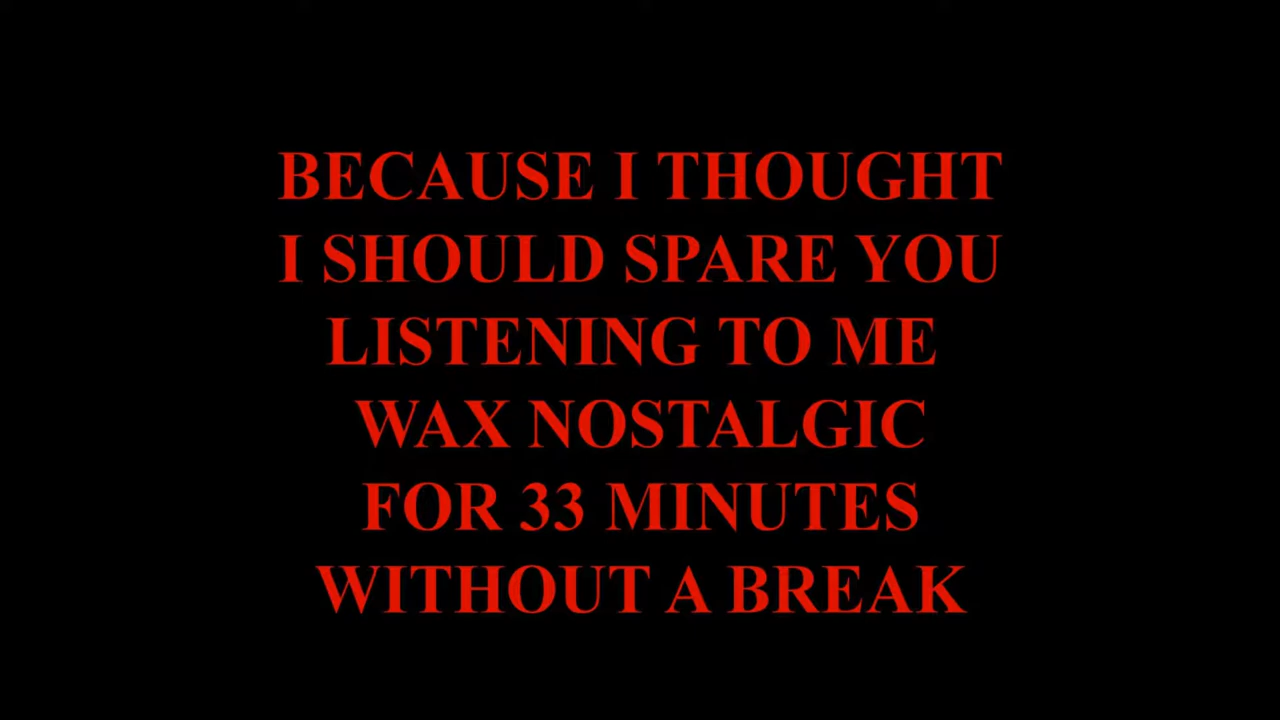 BECAUSE I THOUGHT
I SHOULD SPARE YOU
LISTENING TO ME
WAX NOSTALGIC
FOR 33 MINUTES
WITHOUT A BREAK